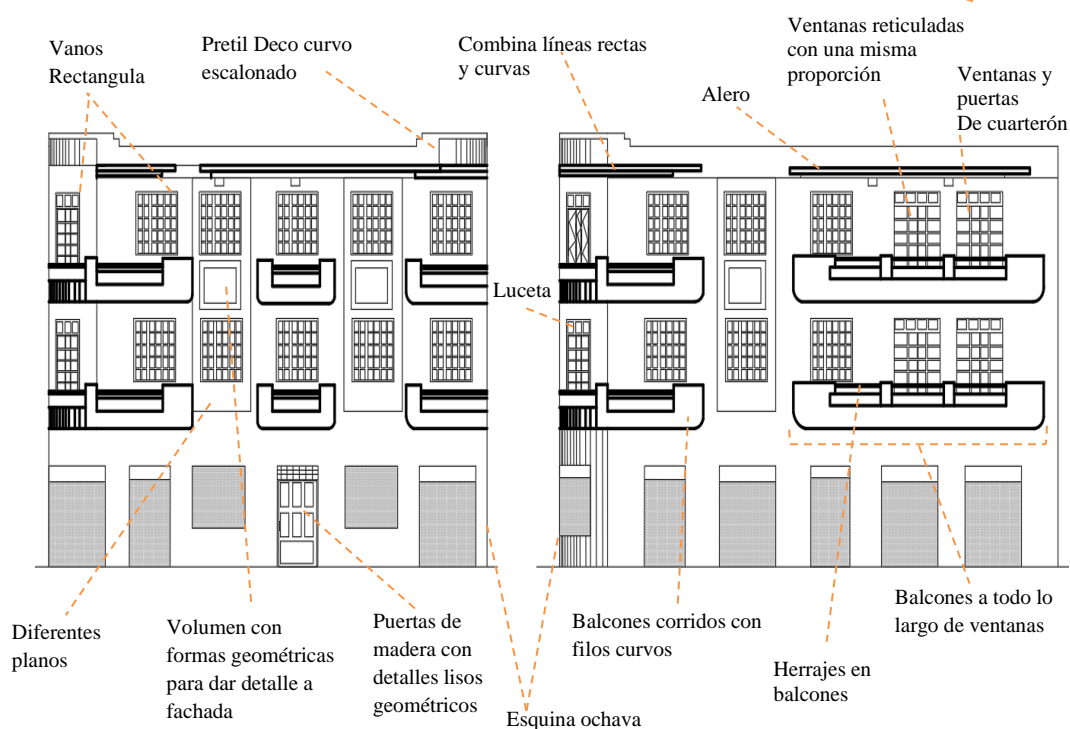 Vanos
Rectangula
Pretil Deco curvo
escalonado
Combina líneas rectas
y curvas
Ventanas reticuladas
con una misma
proporción
Alero
Ventanas y
puertas
De cuarterón
Luceta
Diferentes
planos
Volumen con
formas geométricas
para dar detalle a
fachada
Puertas de
madera con
detalles lisos
geométricos
Esquina ochava
Balcones corridos con
filos curvos
Herrajes en
balcones
Balcones a todo lo
largo de ventanas